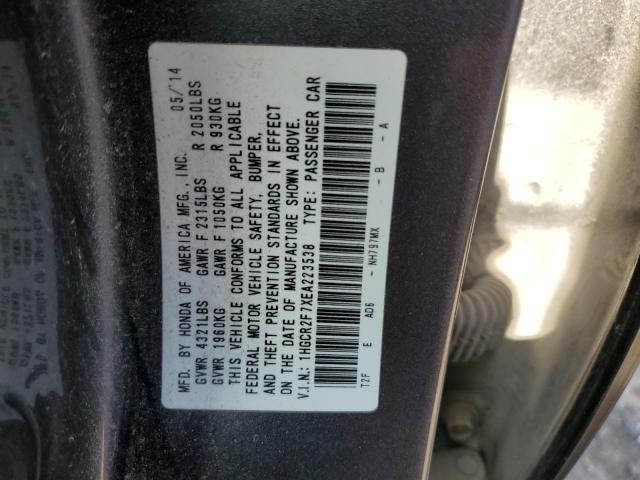 MFD. BY HONDA OF AMERICA MFG., INC. 05/'14
GVWR 4321LBS GAWR F 2315LBS R 2050LBS
GVWR 1960KG GAWR F 1050KG R 930KG
THIS VEHICLE CONFORMS TO ALL APPLICABLE
FEDERAL MOTOR VEHICLE SAFETY, BUMPER,
AND THEFT PREVENTION STANDARDS IN EFFECT
ON THE DATE OF MANUFACTURE SHOWN ABOVE.
V.I.N.: 1HGCR2F7XEA223538 TYPE: PASSENGER CAR
T2F E AD6 - NH797MX - B - A